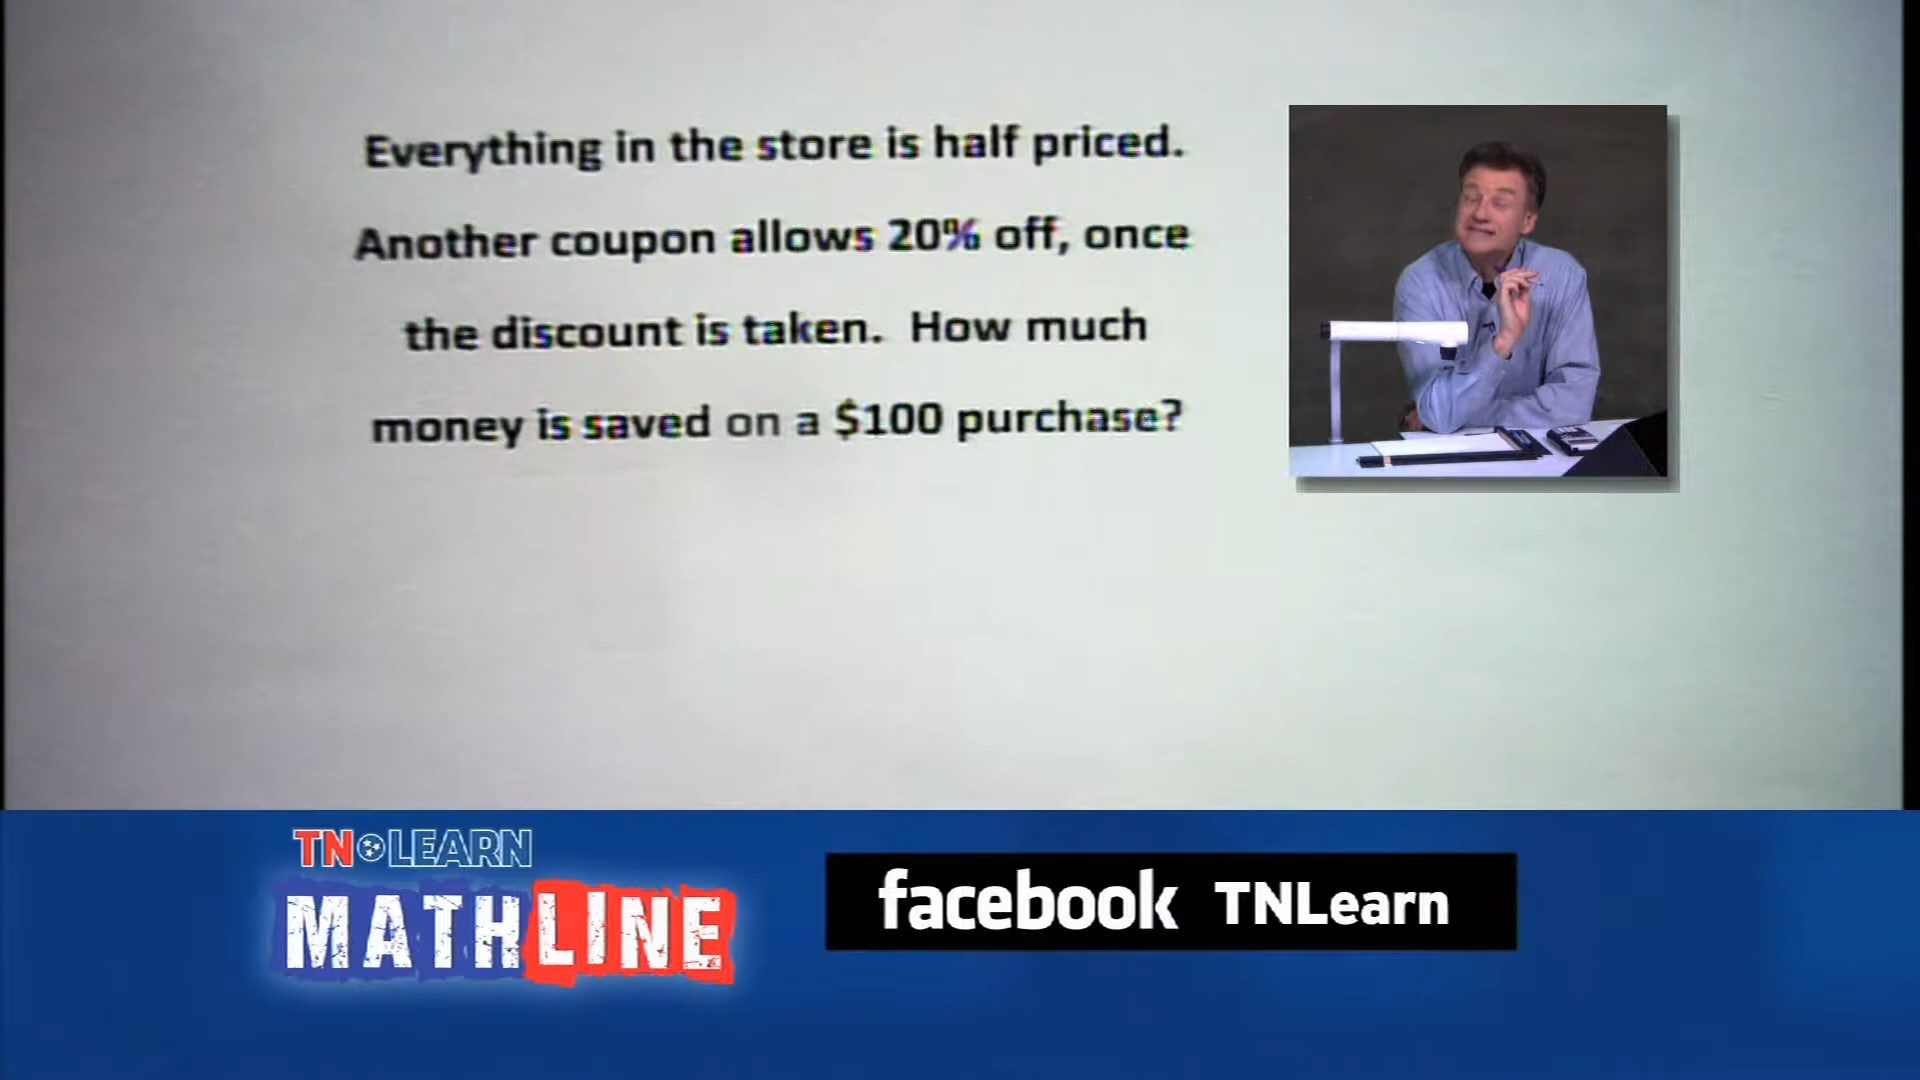 Everything in the store is half priced.
Another coupon allows 20% off, once
the discount is taken. How much
money is saved on a $100 purchase?
TN LEARN
MATHLINE
facebook TNLearn